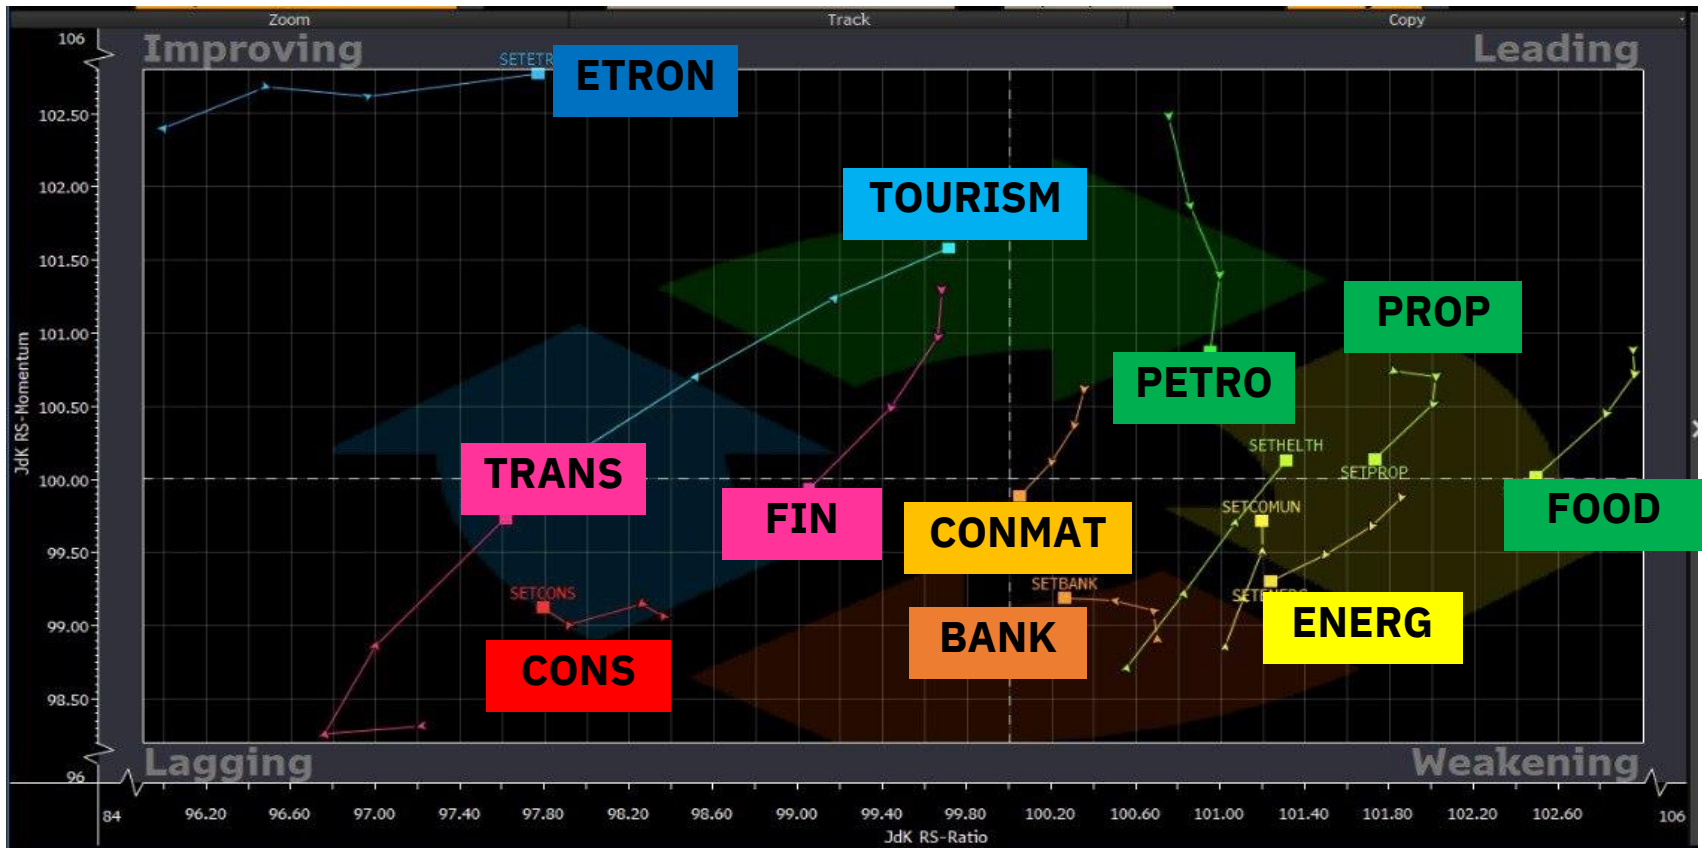 Zoom
Track
Copy
Improving
Leading
106
102.50
102.00
101.50
101.00
100.50
100.00
99.50
99.00
98.50
96
JdK RS-Momentum
SETETR
ETRON
TOURISM
PROP
PETRO
SETHELTH
SETPROP
TRANS
FIN
CONMAT
SETCOMUN
FOOD
SETCONS
SETBANK
CONS
BANK
ENERG
Lagging
Weakening
84
96.20
96.60
97.00
97.40
97.80
98.20
98.60
99.00
99.40
99.80
100.20
100.60
101.00
101.40
101.80
102.20
102.60
106
JdK RS-Ratio